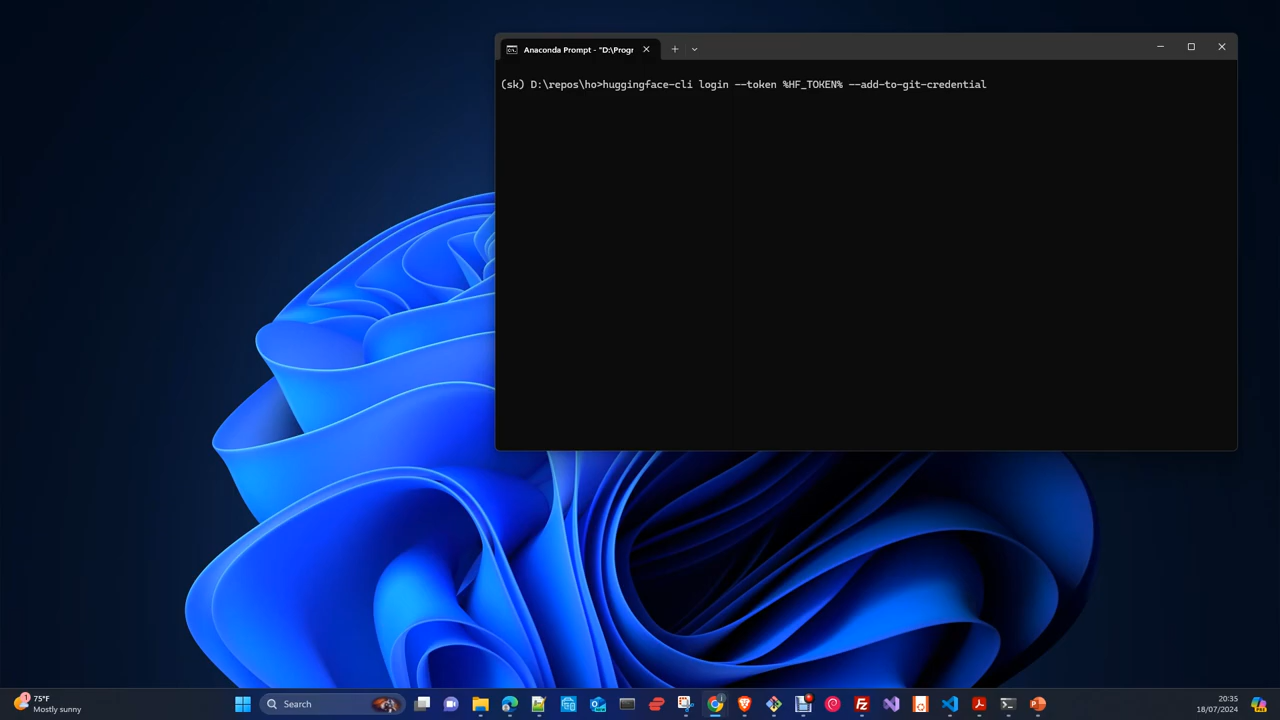 Anaconda Prompt - "D:\Progr
(sk) D:\repos\ho>huggingface-cli login --token %HF_TOKEN% --add-to-git-credential
1
75°F
Mostly sunny
Search
20:35
18/07/2024